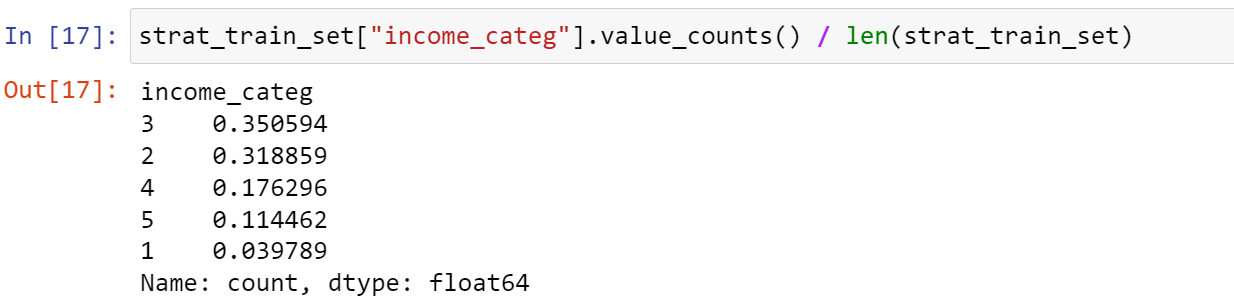 In [17]: strat_train_set["income_categ"].value_counts() / len(strat_train_set)
Out[17]: income_categ
3    0.350594
2    0.318859
4    0.176296
5    0.114462
1    0.039789
Name: count, dtype: float64